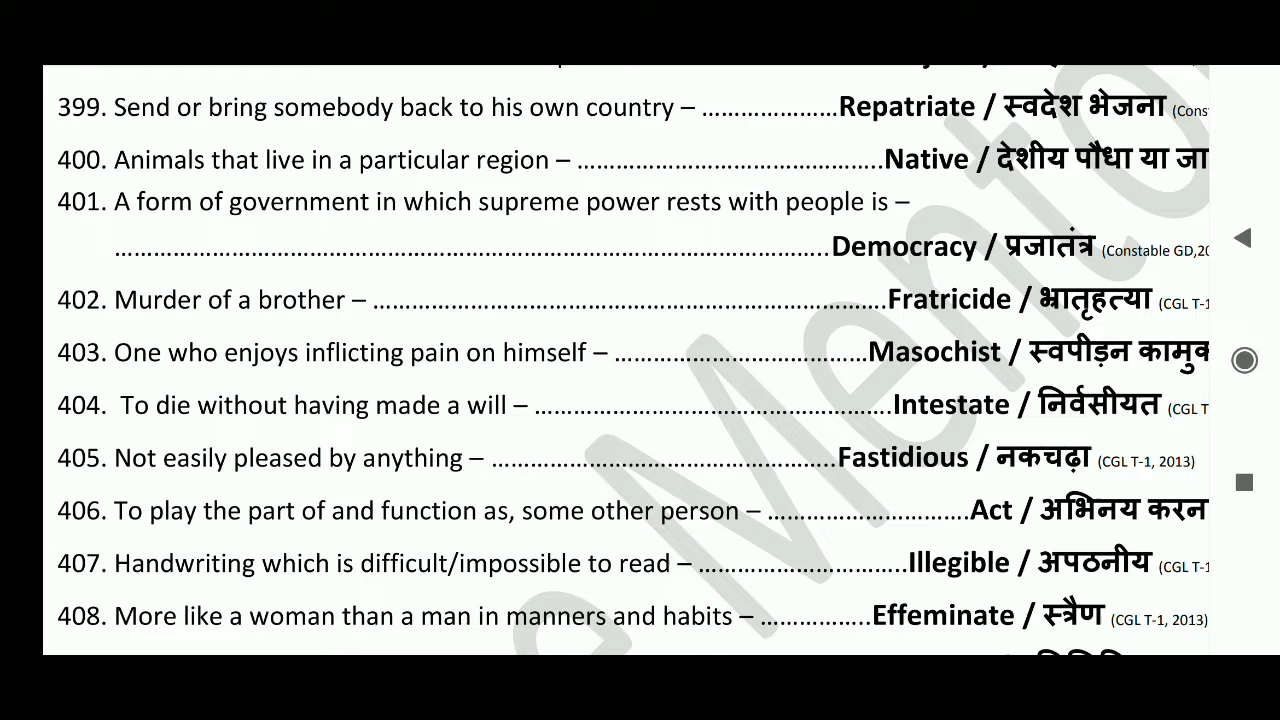 399. Send or bring somebody back to his own country – .....................Repatriate / स्वदेश भेजना (Cons
400. Animals that live in a particular region – ..........................................Native / देशीय पौधा या जा
401. A form of government in which supreme power rests with people is –
.................................................................................................Democracy / प्रजातंत्र (Constable GD,20
402. Murder of a brother – ......................................................................Fratricide / भ्रातृहत्या (CGL T-1
403. One who enjoys inflicting pain on himself – ...................................Masochist / स्वपीड़न कामुक
404. To die without having made a will – .................................................Intestate / निर्वसीयत (CGL T
405. Not easily pleased by anything – ...............................................Fastidious / नकचढ़ा (CGL T-1, 2013)
406. To play the part of and function as, some other person – ............................Act / अभिनय करन
407. Handwriting which is difficult/impossible to read – .............................Illegible / अपठनीय (CGL T-1
408. More like a woman than a man in manners and habits – ...............Effeminate / स्त्रैण (CGL T-1, 2013)
e Mento